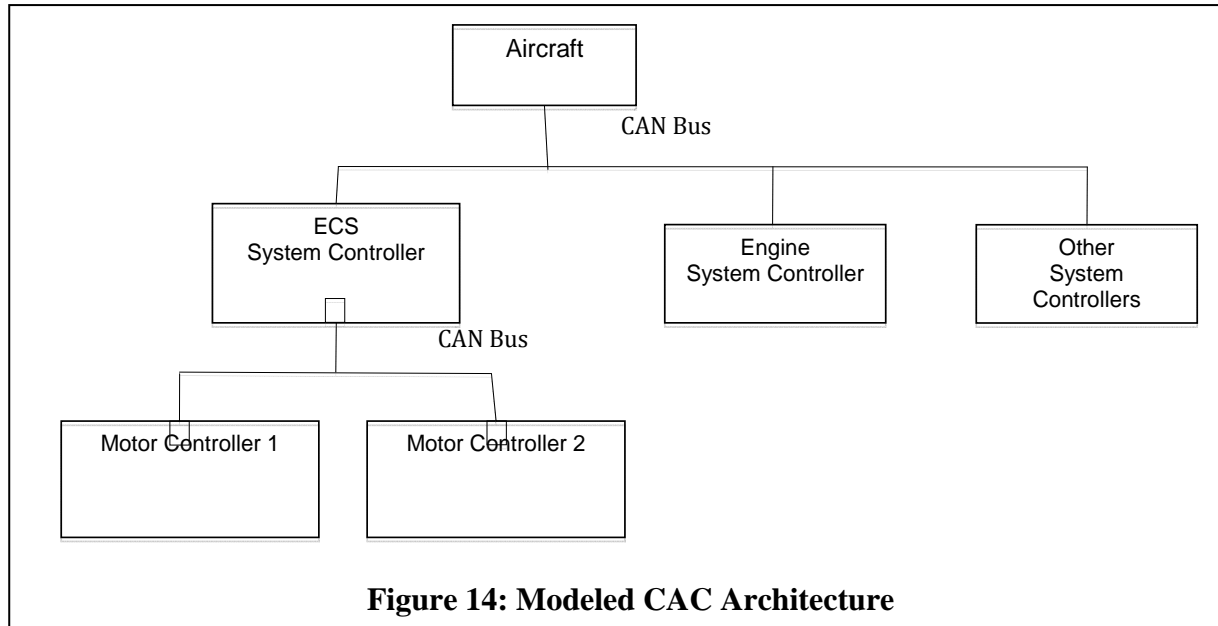 Aircraft
CAN Bus
ECS
System Controller
Engine
System Controller
Other
System
Controllers
CAN Bus
Motor Controller 1
Motor Controller 2
Figure 14: Modeled CAC Architecture